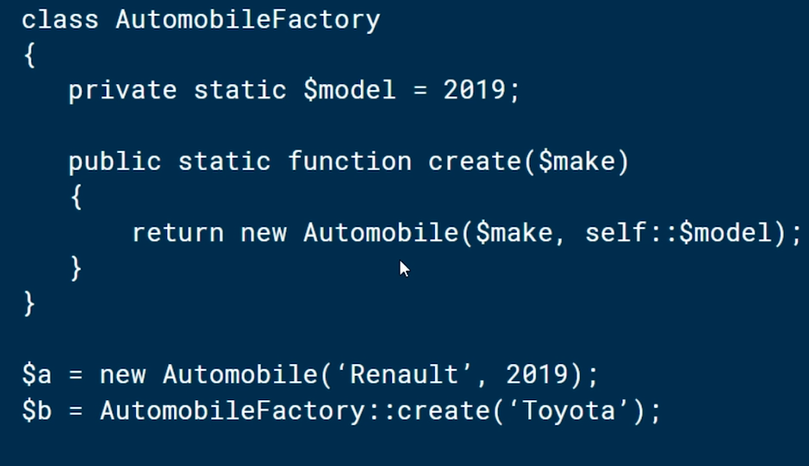 class AutomobileFactory
{
private static $model = 2019;
public static function create($make)
{
return new Automobile($make, self::$model);
}
}
$a = new Automobile(‘Renault’, 2019);
$b = AutomobileFactory::create(‘Toyota’);